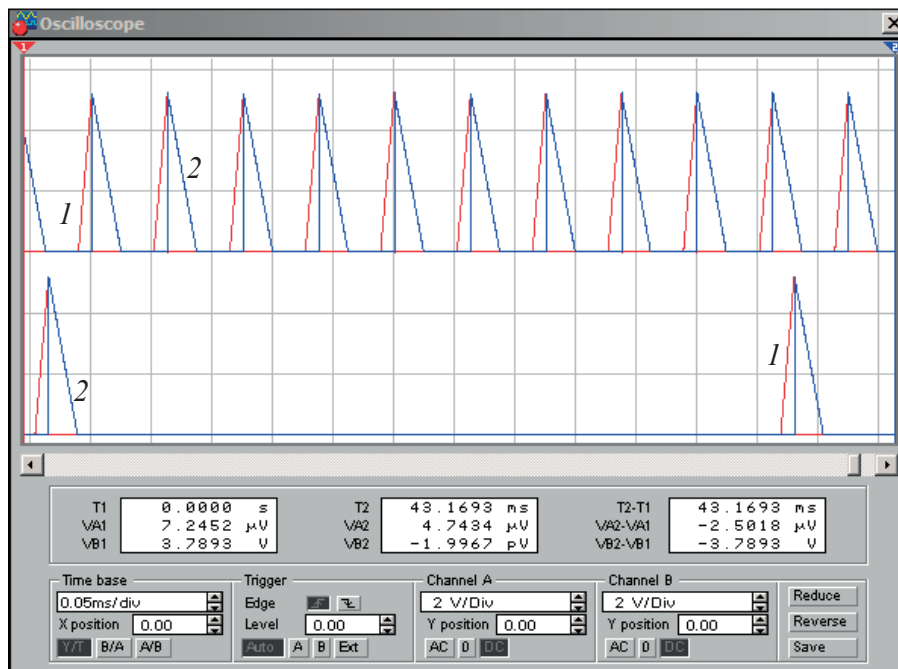 Oscilloscope
1 2
2
1
1
2
T1 0.0000 s T2 43.1693 ms T2-T1 43.1693 ms
VA1 7.2452 μV VA2 4.7434 μV VA2-VA1 -2.5018 μV
VB1 3.7893 V VB2 -1.9967 pV VB2-VB1 -3.7893 V
Time base Trigger Channel A Channel B
0.05ms/div Edge 2 V/Div 2 V/Div Reduce
X position 0.00 Level 0.00 Y position 0.00 Y position 0.00 Reverse
Y/T B/A A/B Auto A B Ext AC 0 DC AC 0 DC Save